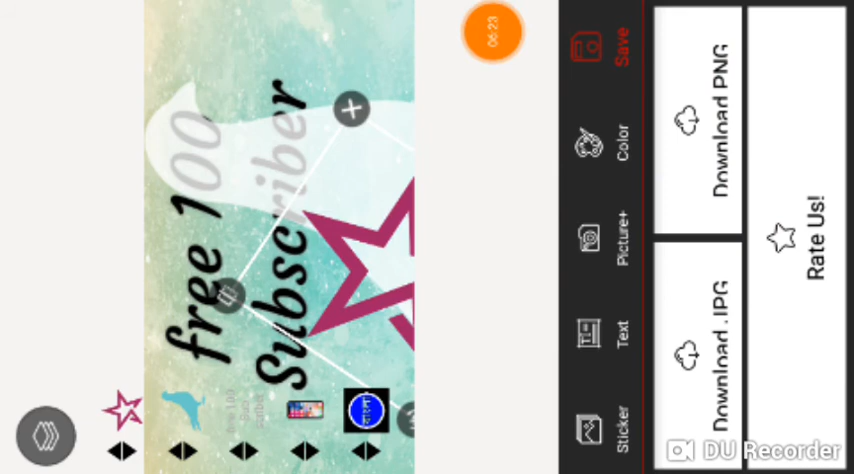 free 100
Subscriber
06:23
Save
Color
Picture+
Text
Sticker
Download PNG
Download .JPG
Rate Us!
DU Recorder
বাংলা